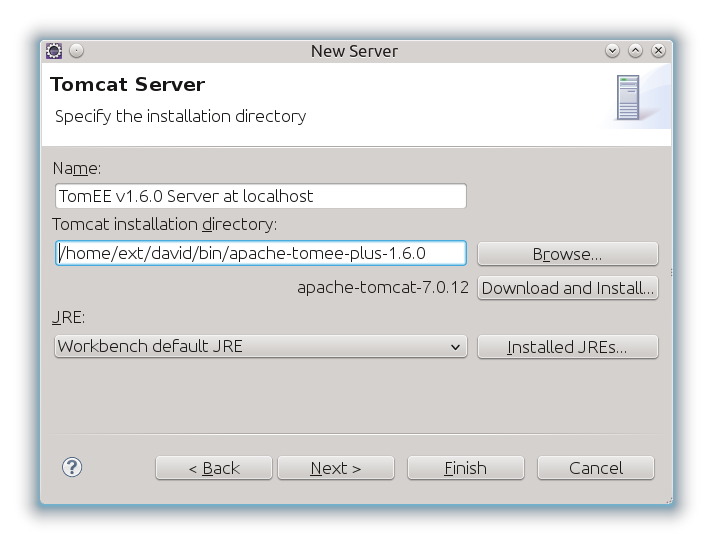 New Server
Tomcat Server
Specify the installation directory
Name:
TomEE v1.6.0 Server at localhost
Tomcat installation directory:
/home/ext/david/bin/apache-tomee-plus-1.6.0
Browse...
apache-tomcat-7.0.12
Download and Install...
JRE:
Workbench default JRE
Installed JREs...
?
< Back
Next >
Finish
Cancel